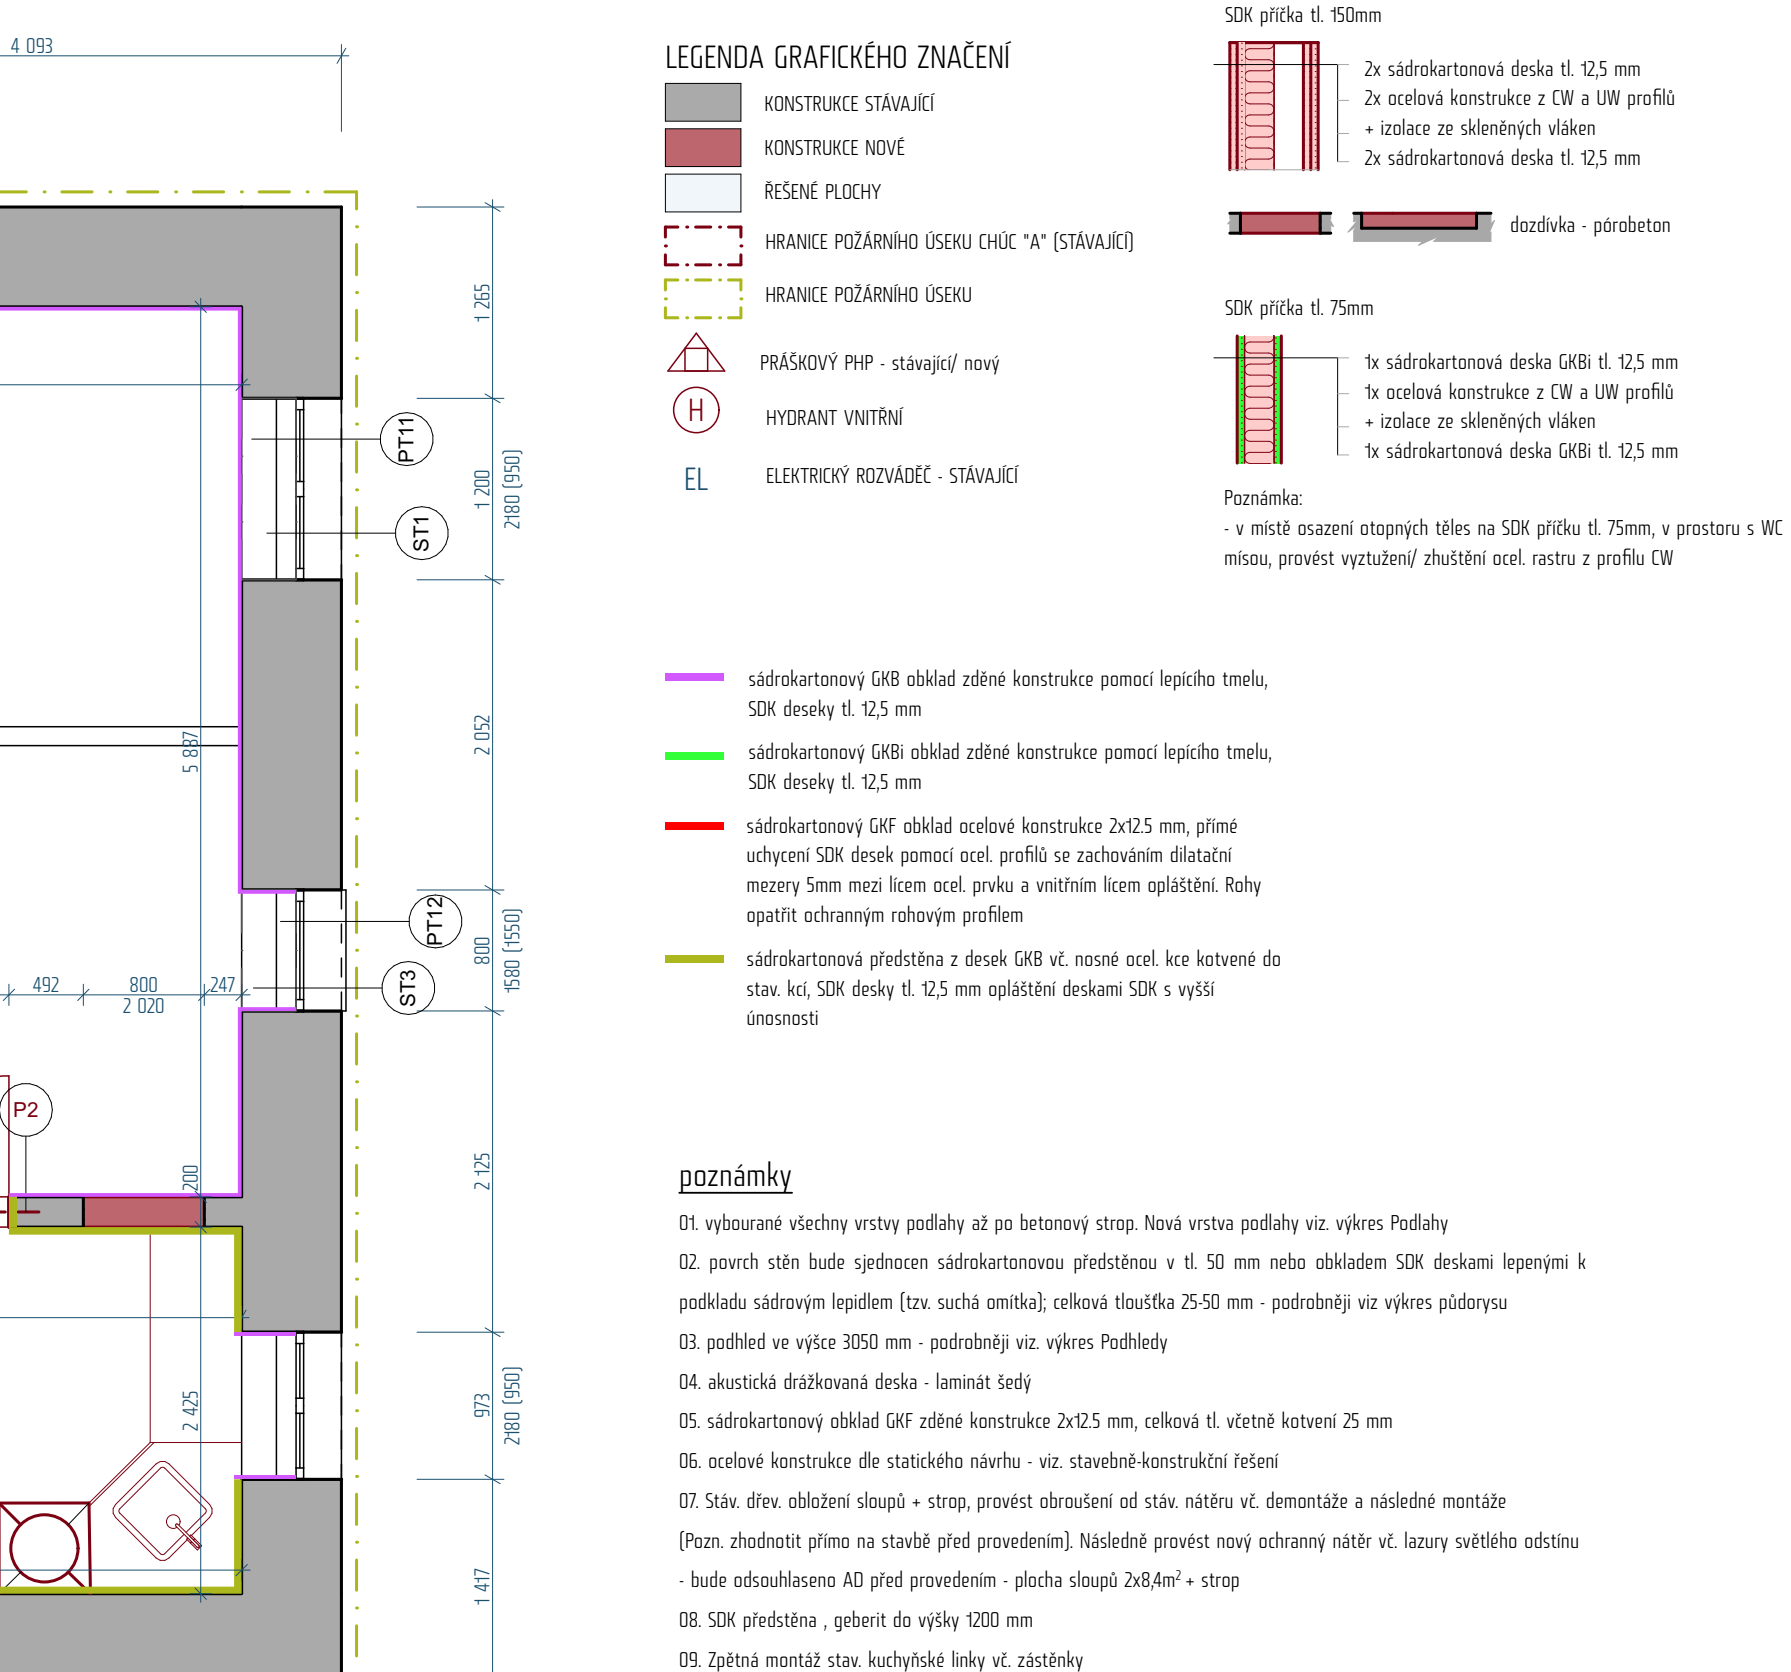 4 093
1 265
PT11
1 200
2180 (950)
ST1
2 052
5 887
PT12
800
1580 (1550)
ST3
492
800
247
2 020
P2
200
2 125
2 425
973
2180 (950)
1 417
LEGENDA GRAFICKÉHO ZNAČENÍ
KONSTRUKCE STÁVAJÍCÍ
KONSTRUKCE NOVÉ
ŘEŠENÉ PLOCHY
HRANICE POŽÁRNÍHO ÚSEKU CHÚC "A" (STÁVAJÍCÍ)
HRANICE POŽÁRNÍHO ÚSEKU
PRÁŠKOVÝ PHP - stávající/ nový
H
HYDRANT VNITŘNÍ
EL
ELEKTRICKÝ ROZVÁDĚČ - STÁVAJÍCÍ
SDK příčka tl. 150mm
2x sádrokartonová deska tl. 12,5 mm
2x ocelová konstrukce z CW a UW profilů
+ izolace ze skleněných vláken
2x sádrokartonová deska tl. 12,5 mm
dozdívka - pórobeton
SDK příčka tl. 75mm
1x sádrokartonová deska GKBi tl. 12,5 mm
1x ocelová konstrukce z CW a UW profilů
+ izolace ze skleněných vláken
1x sádrokartonová deska GKBi tl. 12,5 mm
Poznámka:
- v místě osazení otopných těles na SDK příčku tl. 75mm, v prostoru s WC
mísou, provést vyztužení/ zhuštění ocel. rastru z profilu CW
sádrokartonový GKB obklad zděné konstrukce pomocí lepícího tmelu,
SDK deseky tl. 12,5 mm
sádrokartonový GKBi obklad zděné konstrukce pomocí lepícího tmelu,
SDK deseky tl. 12,5 mm
sádrokartonový GKF obklad ocelové konstrukce 2x12.5 mm, přímé
uchycení SDK desek pomocí ocel. profilů se zachováním dilatační
mezery 5mm mezi lícem ocel. prvku a vnitřním lícem opláštění. Rohy
opatřit ochranným rohovým profilem
sádrokartonová předstěna z desek GKB vč. nosné ocel. kce kotvené do
stav. kcí, SDK desky tl. 12,5 mm opláštění deskami SDK s vyšší
únosnosti
poznámky
01. vybourané všechny vrstvy podlahy až po betonový strop. Nová vrstva podlahy viz. výkres Podlahy
02. povrch stěn bude sjednocen sádrokartonovou předstěnou v tl. 50 mm nebo obkladem SDK deskami lepenými k
podkladu sádrovým lepidlem (tzv. suchá omítka); celková tloušťka 25-50 mm - podrobněji viz výkres půdorysu
03. podhled ve výšce 3050 mm - podrobněji viz. výkres Podhledy
04. akustická drážkovaná deska - laminát šedý
05. sádrokartonový obklad GKF zděné konstrukce 2x12.5 mm, celková tl. včetně kotvení 25 mm
06. ocelové konstrukce dle statického návrhu - viz. stavebně-konstrukční řešení
07. Stáv. dřev. obložení sloupů + strop, provést obroušení od stáv. nátěru vč. demontáže a následné montáže
(Pozn. zhodnotit přímo na stavbě před provedením). Následně provést nový ochranný nátěr vč. lazury světlého odstínu
- bude odsouhlaseno AD před provedením - plocha sloupů 2x8,4m² + strop
08. SDK předstěna , geberit do výšky 1200 mm
09. Zpětná montáž stav. kuchyňské linky vč. zástěnky